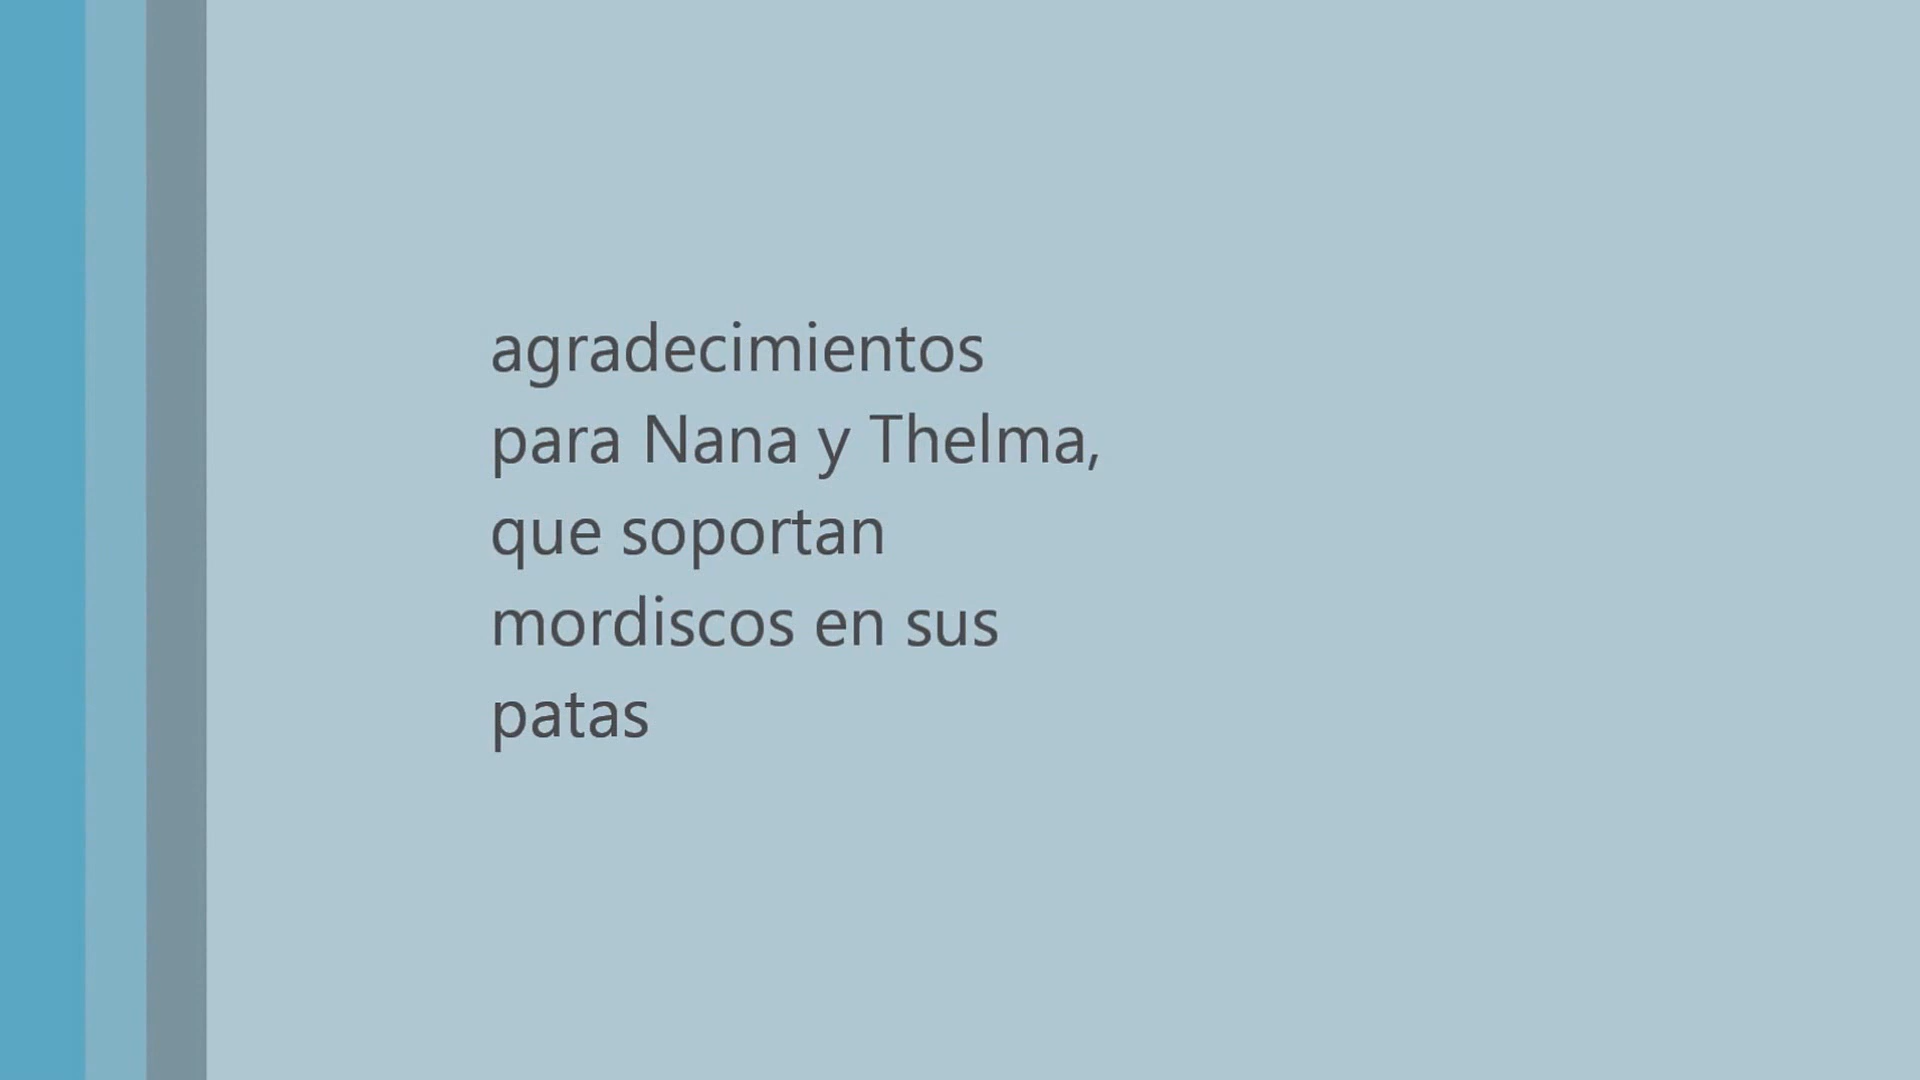 agradecimientos
para Nana y Thelma,
que soportan
mordiscos en sus
patas